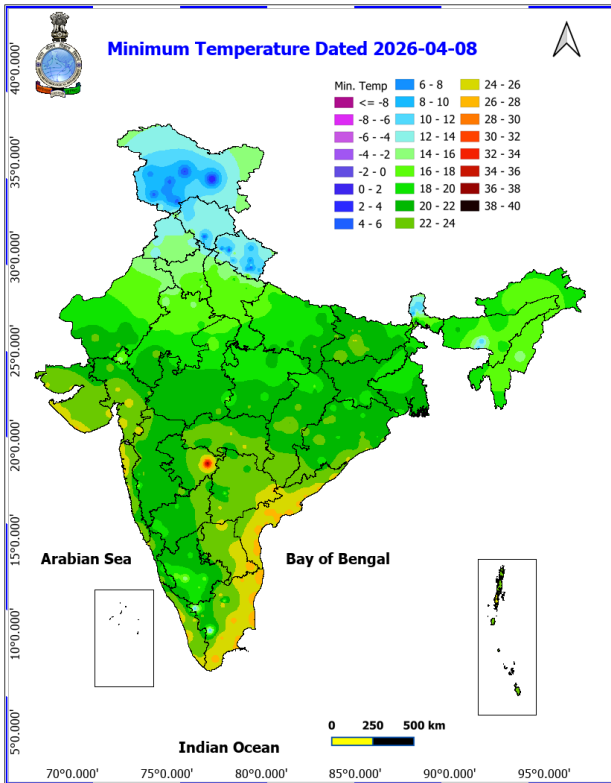 Minimum Temperature Dated 2026-04-08
Min. Temp
<= -8
-8 - -6
-6 - -4
-4 - -2
-2 - 0
0 - 2
2 - 4
4 - 6
6 - 8
8 - 10
10 - 12
12 - 14
14 - 16
16 - 18
18 - 20
20 - 22
22 - 24
24 - 26
26 - 28
28 - 30
30 - 32
32 - 34
34 - 36
36 - 38
38 - 40
40°0.000'
35°0.000'
30°0.000'
25°0.000'
20°0.000'
15°0.000'
10°0.000'
5°0.000'
Arabian Sea
Bay of Bengal
Indian Ocean
0 250 500 km
70°0.000' 75°0.000' 80°0.000' 85°0.000' 90°0.000' 95°0.000'